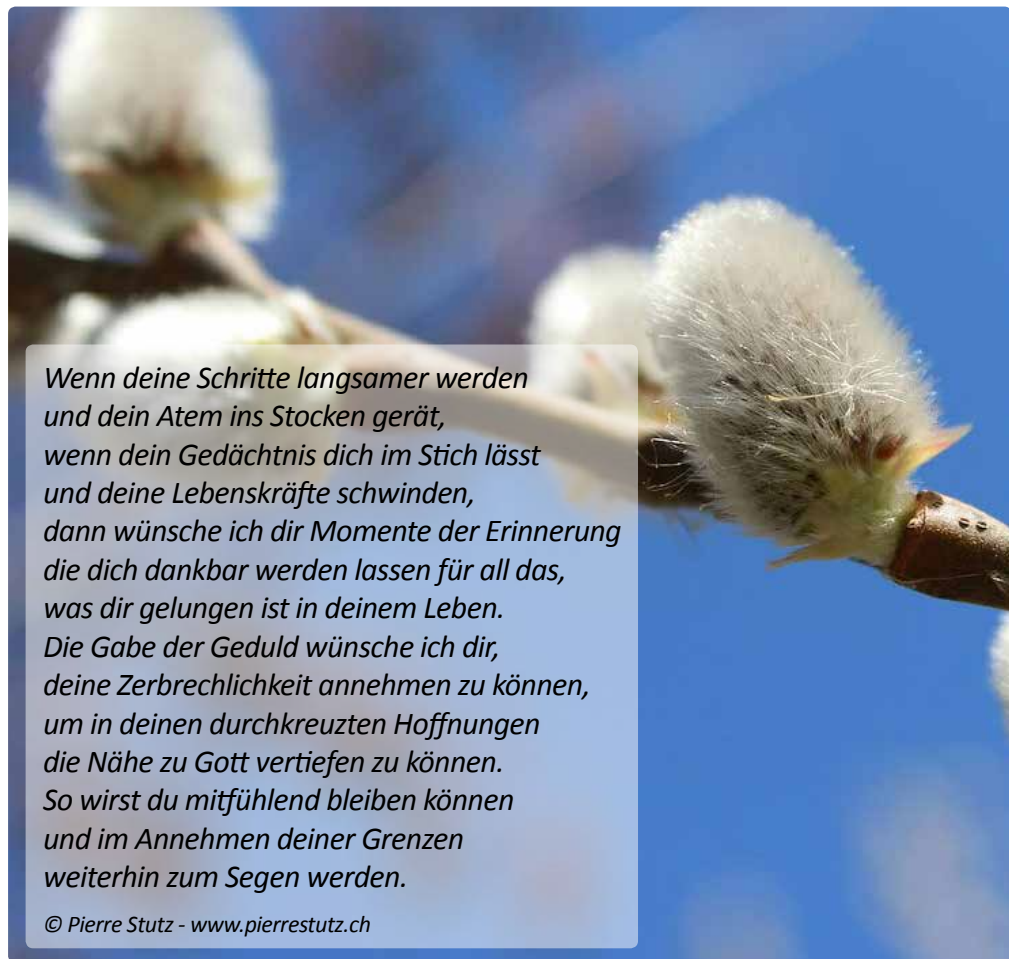 Wenn deine Schritte langsamer werden
und dein Atem ins Stocken gerät,
wenn dein Gedächtnis dich im Stich lässt
und deine Lebenskräfte schwinden,
dann wünsche ich dir Momente der Erinnerung
die dich dankbar werden lassen für all das,
was dir gelungen ist in deinem Leben.
Die Gabe der Geduld wünsche ich dir,
deine Zerbrechlichkeit annehmen zu können,
um in deinen durchkreuzten Hoffnungen
die Nähe zu Gott vertiefen zu können.
So wirst du mitfühlend bleiben können
und im Annehmen deiner Grenzen
weiterhin zum Segen werden.
© Pierre Stutz - www.pierrestutz.ch